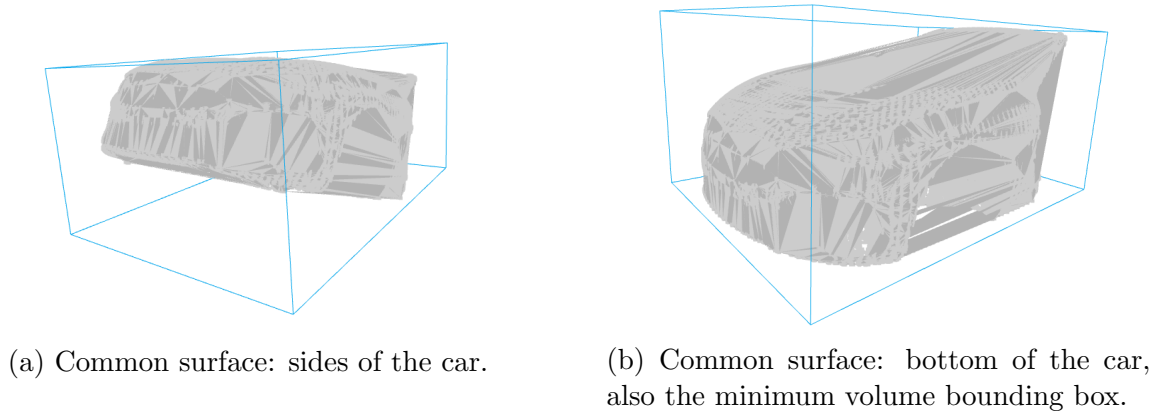 (a) Common surface: sides of the car.
(b) Common surface: bottom of the car,
also the minimum volume bounding box.